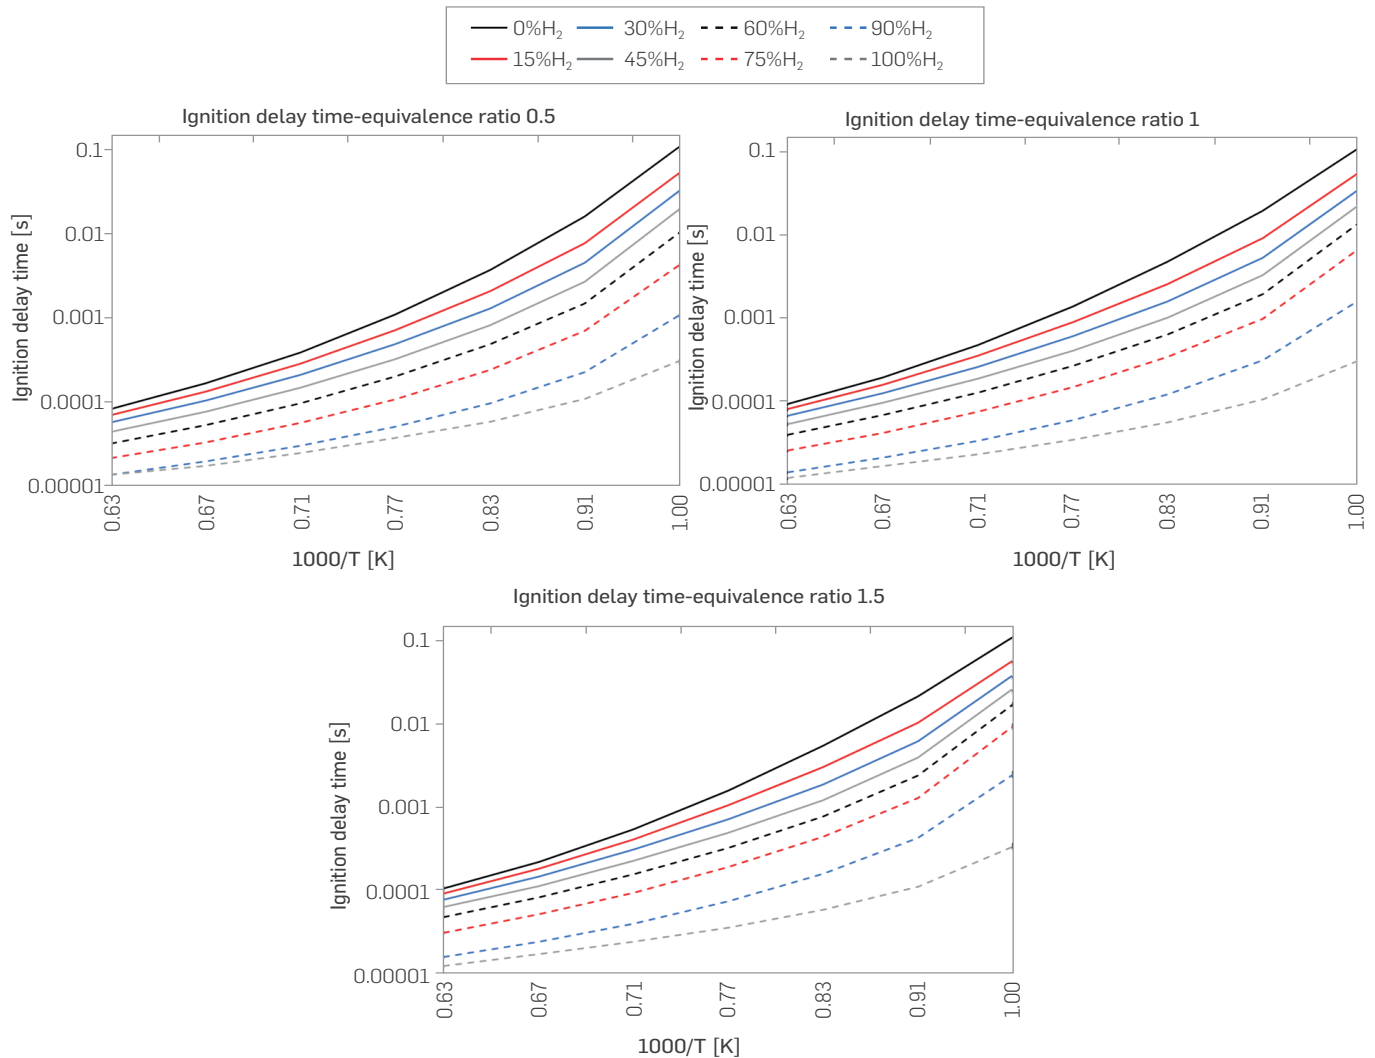 0%H₂ 30%H₂ 60%H₂ 90%H₂
15%H₂ 45%H₂ 75%H₂ 100%H₂
Ignition delay time-equivalence ratio 0.5
Ignition delay time [s]
0.1
0.01
0.001
0.0001
0.00001
0.63 0.67 0.71 0.77 0.83 0.91 1.00
1000/T [K]
Ignition delay time-equivalence ratio 1
Ignition delay time [s]
0.1
0.01
0.001
0.0001
0.00001
0.63 0.67 0.71 0.77 0.83 0.91 1.00
1000/T [K]
Ignition delay time-equivalence ratio 1.5
Ignition delay time [s]
0.1
0.01
0.001
0.0001
0.00001
0.63 0.67 0.71 0.77 0.83 0.91 1.00
1000/T [K]